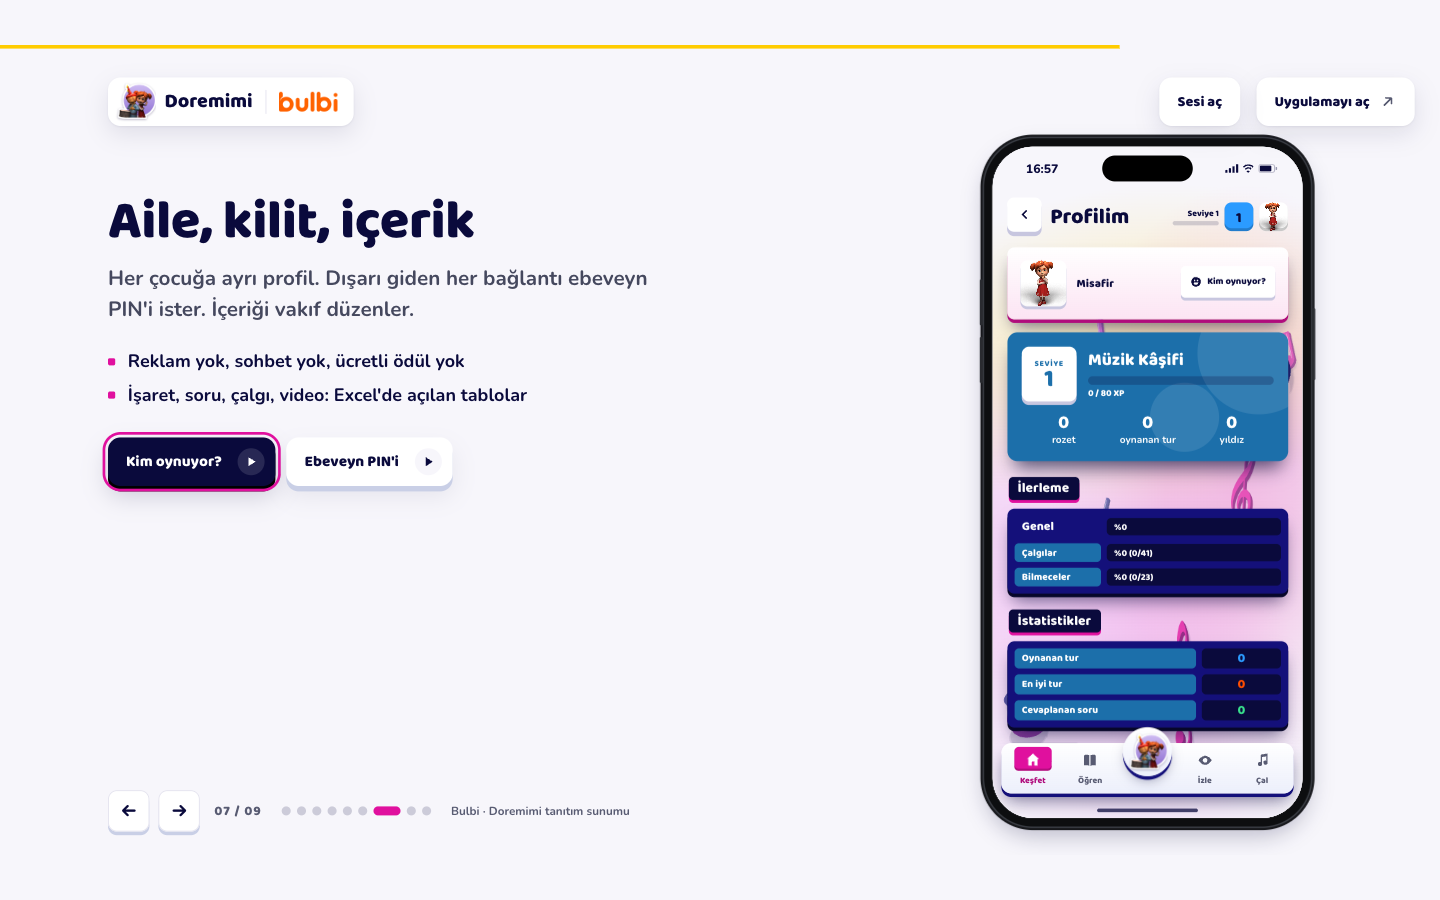 Doremimi
bulbi
Sesi aç
Uygulamayı aç
Aile, kilit, içerik
Her çocuğa ayrı profil. Dışarı giden her bağlantı ebeveyn
PIN'i ister. İçeriği vakıf düzenler.
Reklam yok, sohbet yok, ücretli ödül yok
İşaret, soru, çalgı, video: Excel'de açılan tablolar
Kim oynuyor?
Ebeveyn PIN'i
07 / 09
Bulbi · Doremimi tanıtım sunumu
16:57
Profilim
Seviye 1
1
Misafir
Kim oynuyor?
SEVİYE
1
Müzik Kâşifi
0 / 80 XP
0 0 0
rozet oynanan tur yıldız
İlerleme
Genel %0
Çalgılar %0 (0/41)
Bilmeceler %0 (0/23)
İstatistikler
Oynanan tur 0
En iyi tur 0
Cevaplanan soru 0
Keşfet Öğren İzle Çal